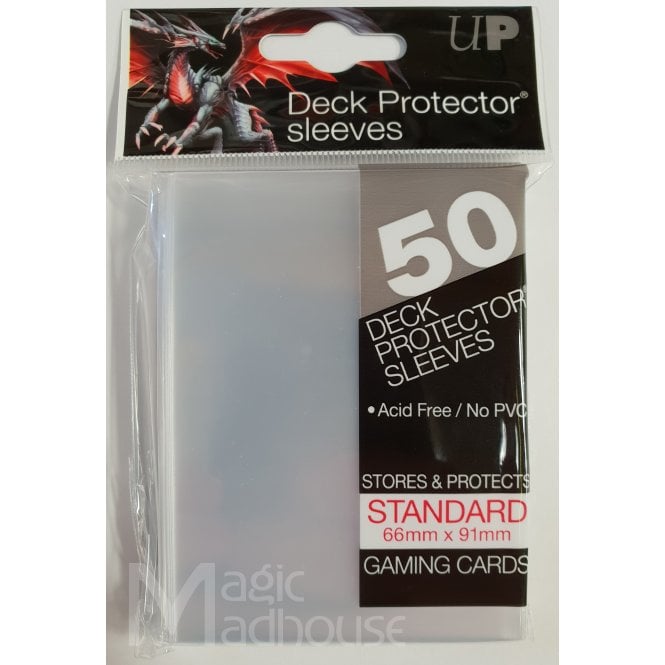 UP
Deck Protector®
sleeves
50
DECK
PROTECTOR®
SLEEVES
• Acid Free / No PVC
STORES & PROTECTS
STANDARD
66mm x 91mm
GAMING CARDS
Magic
Madhouse